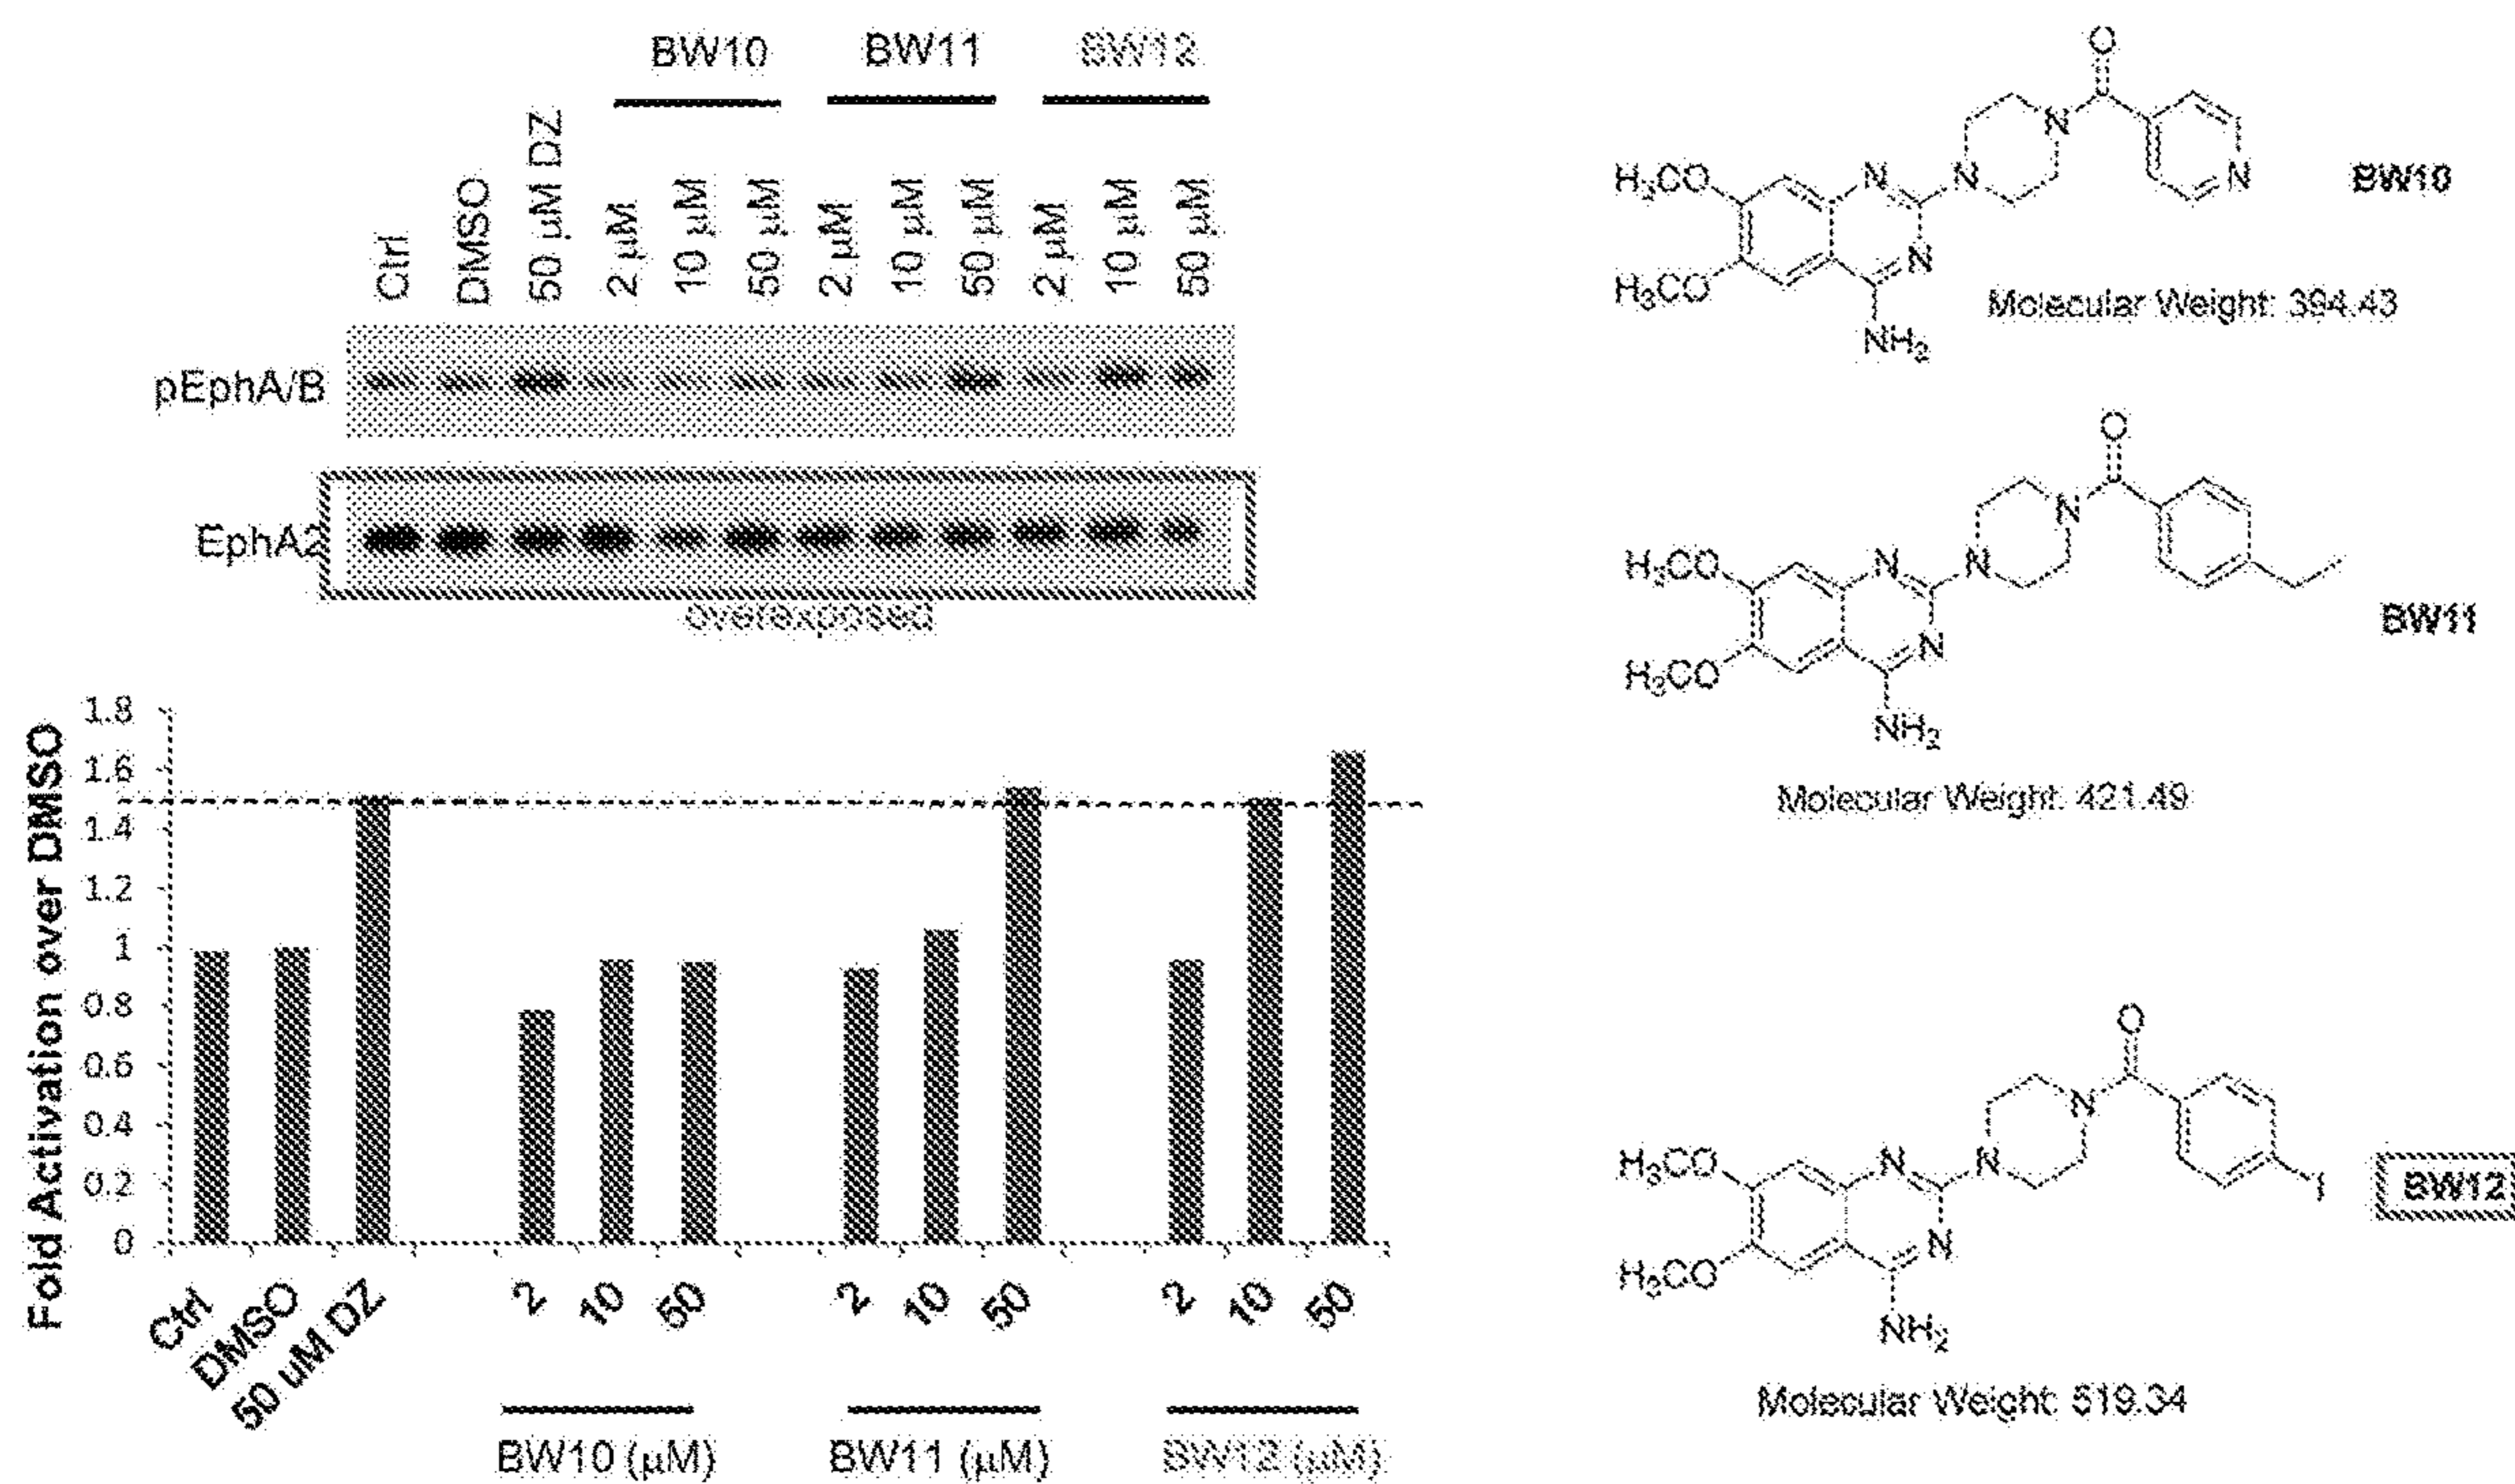 BW10 BW11 BW12
Ctrl DMSO 50 µM DZ 2 µM 10 µM 50 µM 2 µM 10 µM 50 µM 2 µM 10 µM 50 µM
pEphA/B
EphA2
overexposed
Fold Activation over DMSO
1.8
1.6
1.4
1.2
1
0.8
0.6
0.4
0.2
0
Ctrl DMSO 50 uM DZ 2 10 50 2 10 50 2 10 50
BW10 (µM) BW11 (µM) BW12 (µM)
O
N
N N N
H₃CO
N
H₃CO
NH₂
BW10
Molecular Weight: 394.43
O
N
H₃CO N N
N
H₃CO
NH₂
BW11
Molecular Weight: 421.49
O
N
H₃CO N N
I
N
H₃CO
NH₂
BW12
Molecular Weight: 519.34